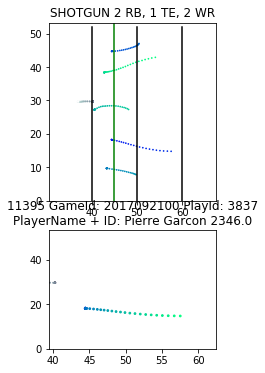 SHOTGUN 2 RB, 1 TE, 2 WR
50
40
30
20
10
0
40 50 60
11395 GameId: 2017092100 PlayId: 3837
PlayerName + ID: Pierre Garcon 2346.0
40
20
0
40 45 50 55 60